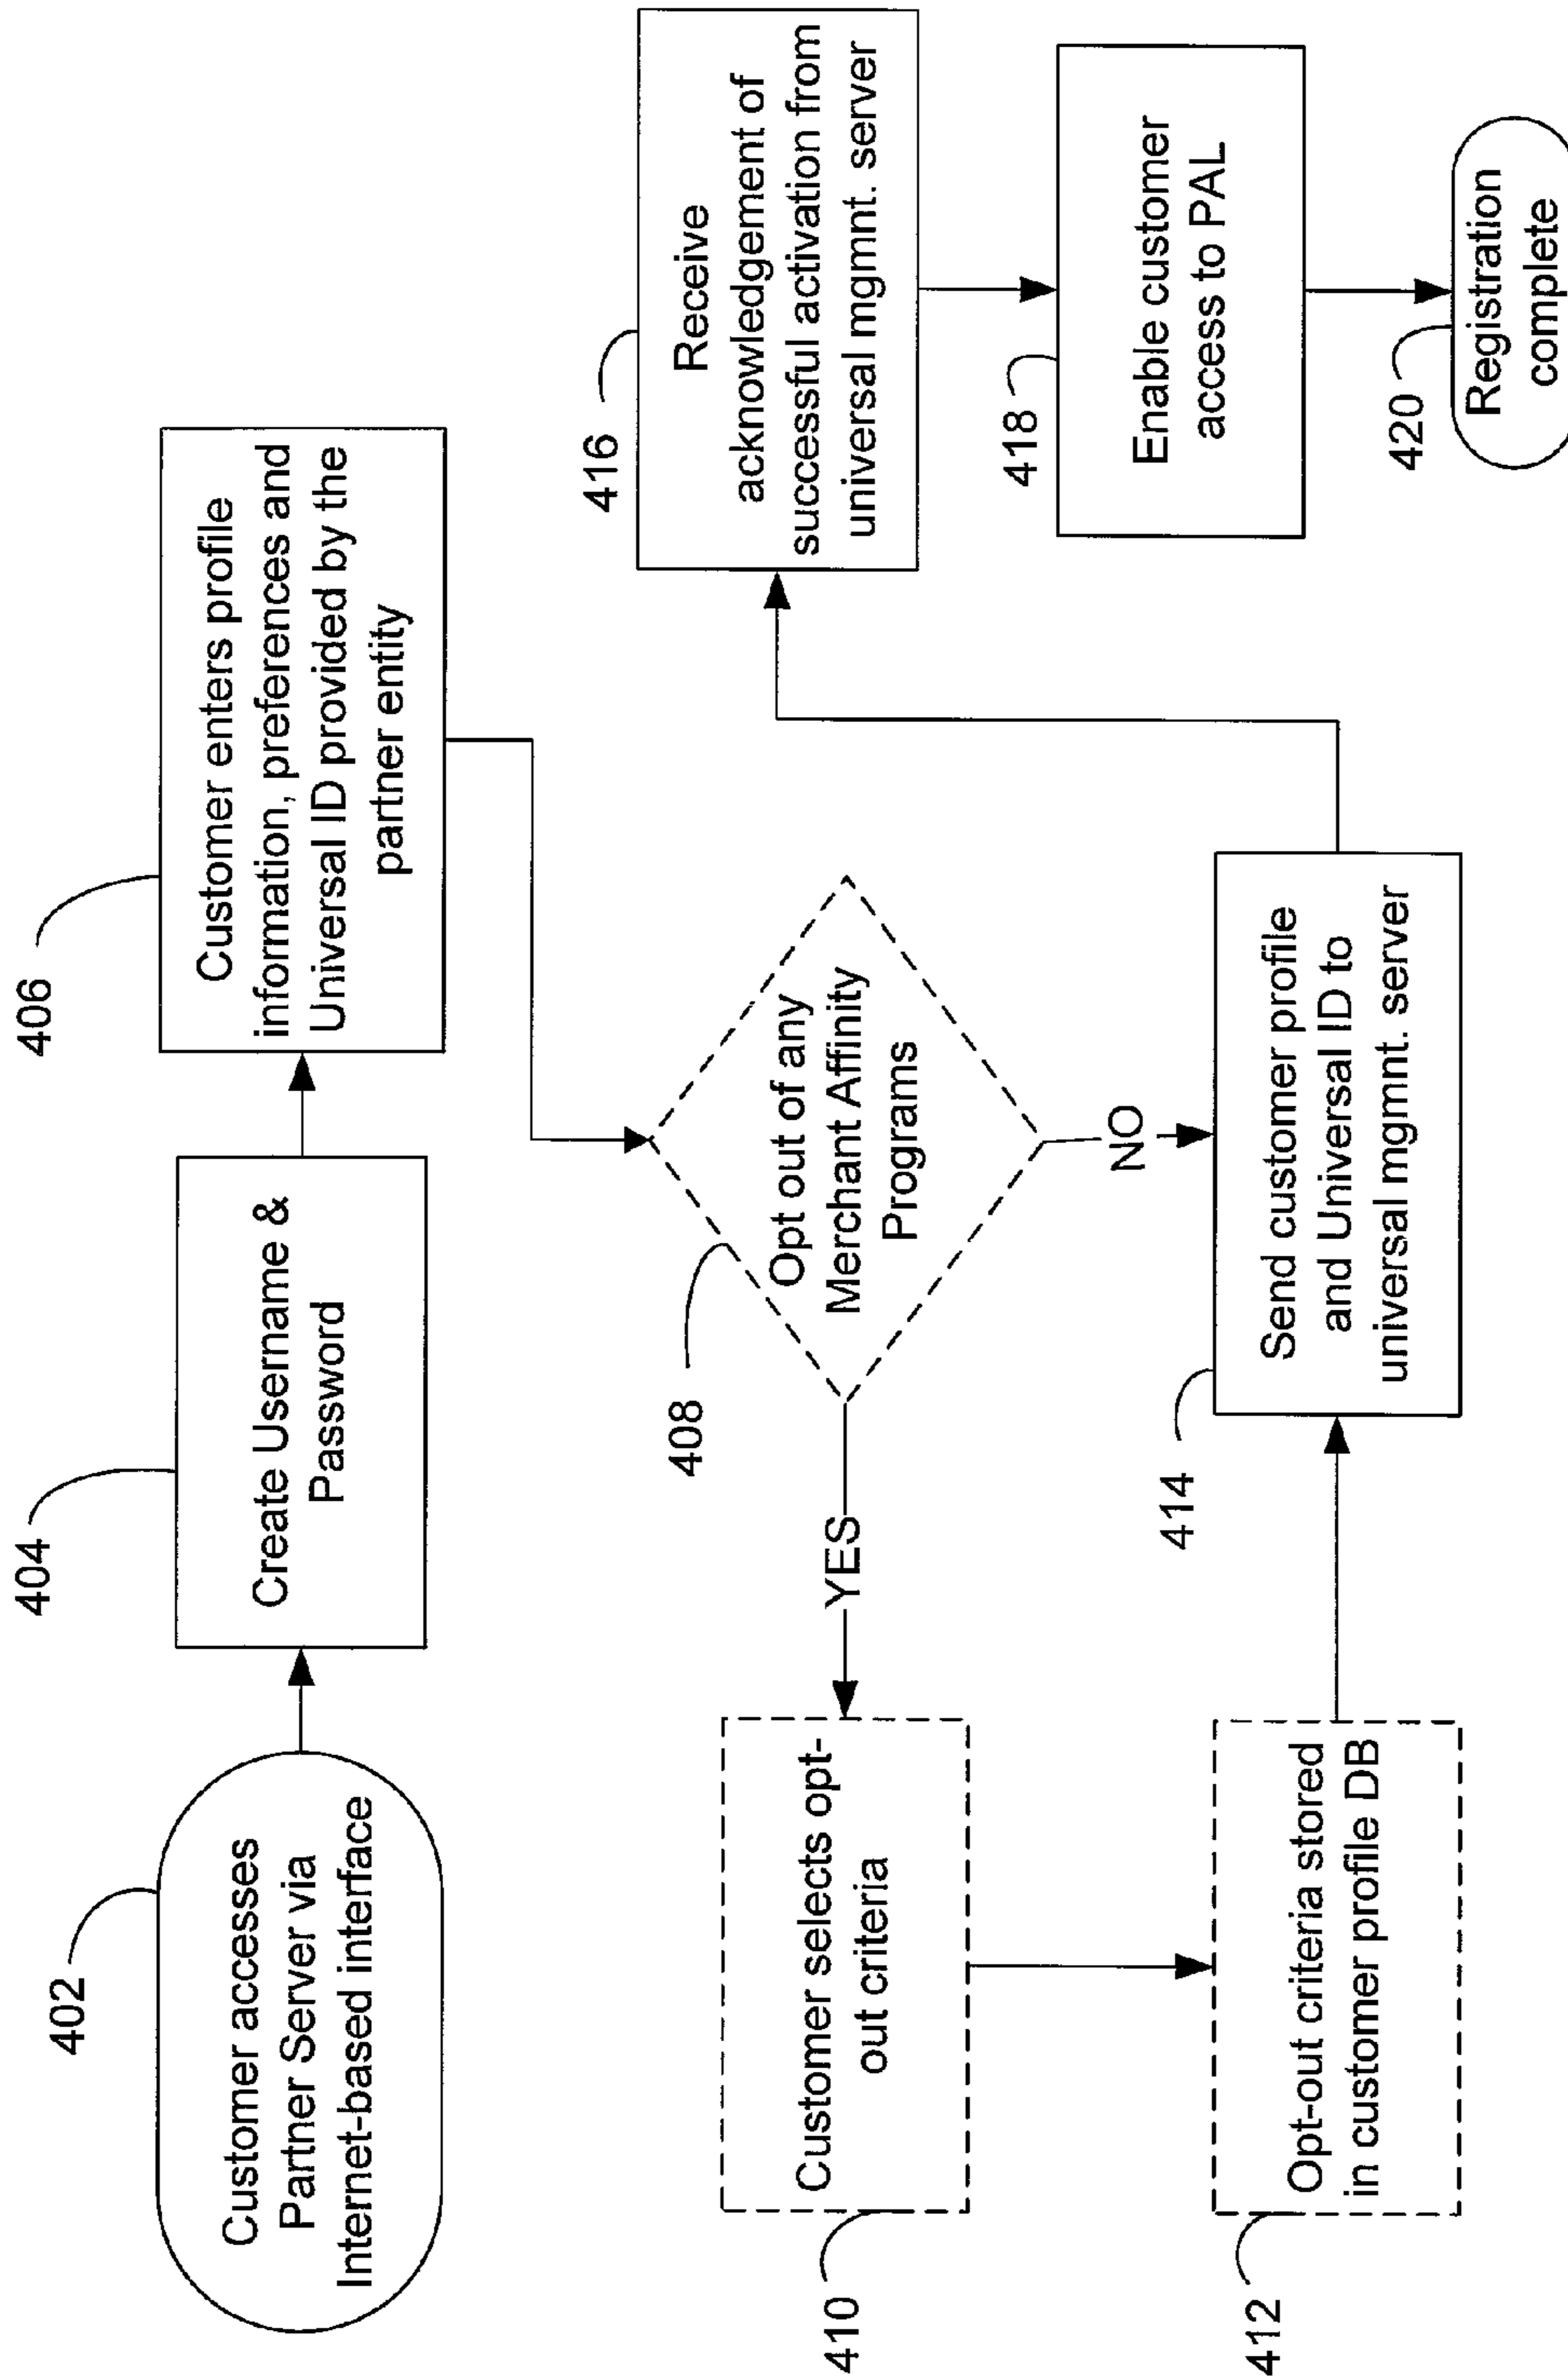 402
Customer accesses
Partner Server via
Internet-based interface
404
Create Username &
Password
406
Customer enters profile
information, preferences and
Universal ID provided by the
partner entity
408
Opt out of any
Merchant Affinity
Programs
YES
NO
410
Customer selects opt-
out criteria
412
Opt-out criteria stored
in customer profile DB
414
Send customer profile
and Universal ID to
universal mgmnt. server
416
Receive
acknowledgement of
successful activation from
universal mgmnt. server
418
Enable customer
access to PAL
420
Registration
complete